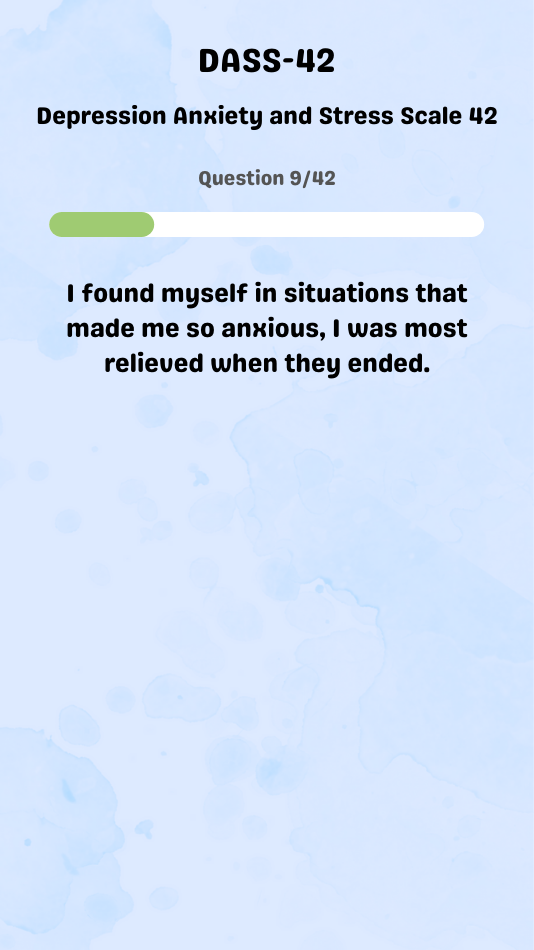 DASS-42
Depression Anxiety and Stress Scale 42
Question 9/42
I found myself in situations that
made me so anxious, I was most
relieved when they ended.